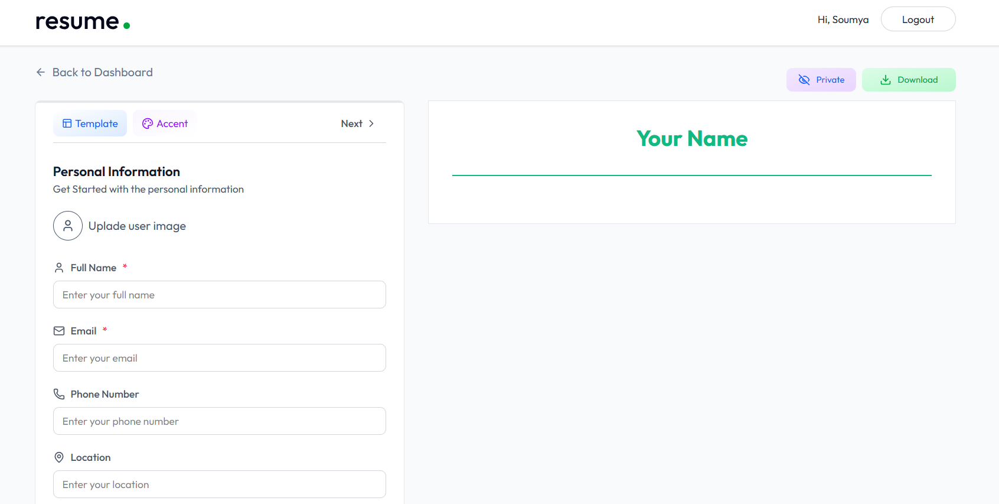 resume.
Hi, Soumya
Logout
Back to Dashboard
Private
Download
Template
Accent
Next
Your Name
Personal Information
Get Started with the personal information
Uplade user image
Full Name *
Enter your full name
Email *
Enter your email
Phone Number
Enter your phone number
Location
Enter your location